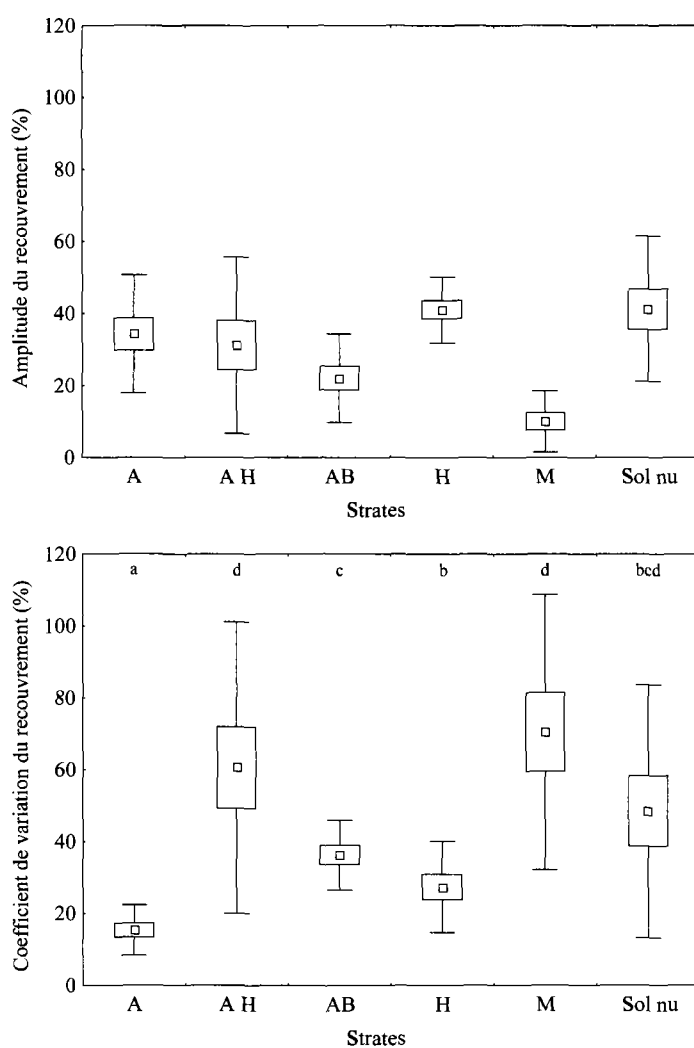 120
100
80
60
40
20
0
Amplitude du recouvrement (%)
A A H AB H M Sol nu
Strates
120
100
80
60
40
20
0
Coefficient de variation du recouvrement (%)
a d c b d bcd
A A H AB H M Sol nu
Strates